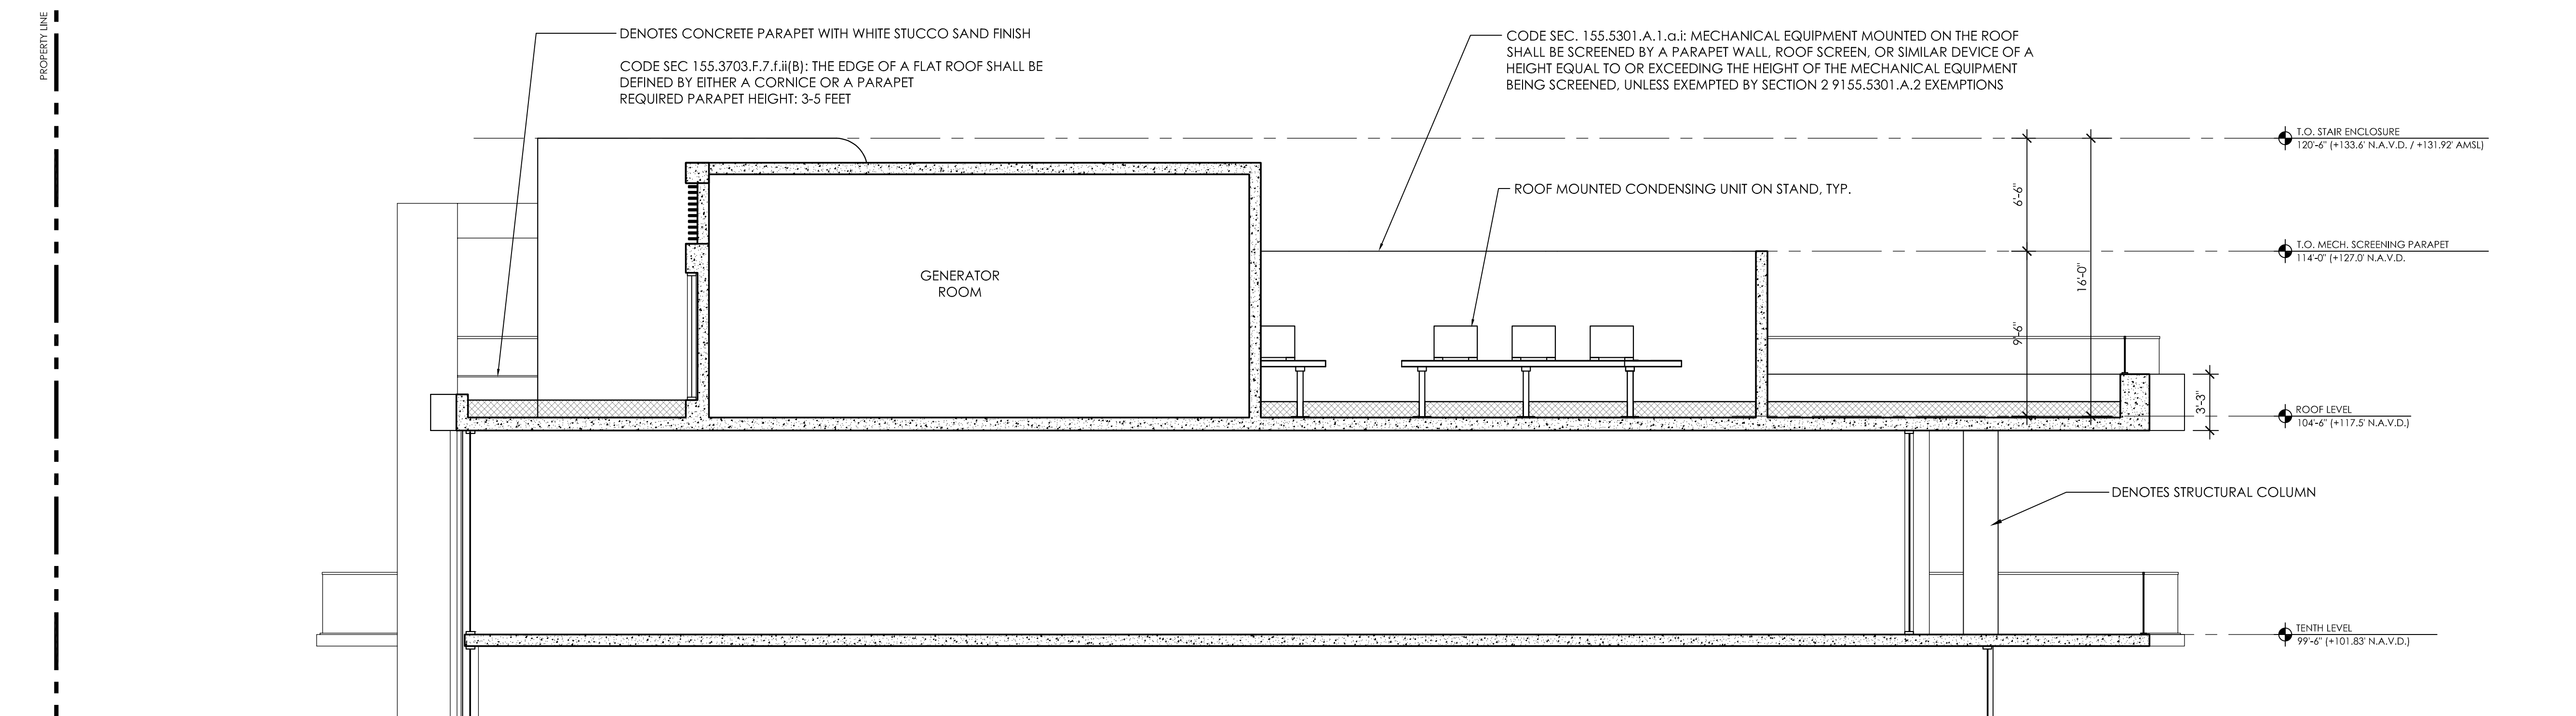 PROPERTY LINE
DENOTES CONCRETE PARAPET WITH WHITE STUCCO SAND FINISH
CODE SEC 155.3703.F.7.f.ii(B): THE EDGE OF A FLAT ROOF SHALL BE
DEFINED BY EITHER A CORNICE OR A PARAPET
REQUIRED PARAPET HEIGHT: 3-5 FEET
CODE SEC. 155.5301.A.1.a.i: MECHANICAL EQUIPMENT MOUNTED ON THE ROOF
SHALL BE SCREENED BY A PARAPET WALL, ROOF SCREEN, OR SIMILAR DEVICE OF A
HEIGHT EQUAL TO OR EXCEEDING THE HEIGHT OF THE MECHANICAL EQUIPMENT
BEING SCREENED, UNLESS EXEMPTED BY SECTION 2 9155.5301.A.2 EXEMPTIONS
T.O. STAIR ENCLOSURE
120'-6" (+133.6' N.A.V.D. / +131.92' AMSL)
ROOF MOUNTED CONDENSING UNIT ON STAND, TYP.
6'-6"
T.O. MECH. SCREENING PARAPET
114'-0" (+127.0' N.A.V.D.
GENERATOR
ROOM
16'-0"
9'-6"
3'-3"
ROOF LEVEL
104'-6" (+117.5' N.A.V.D.)
DENOTES STRUCTURAL COLUMN
TENTH LEVEL
99'-6" (+101.83' N.A.V.D.)